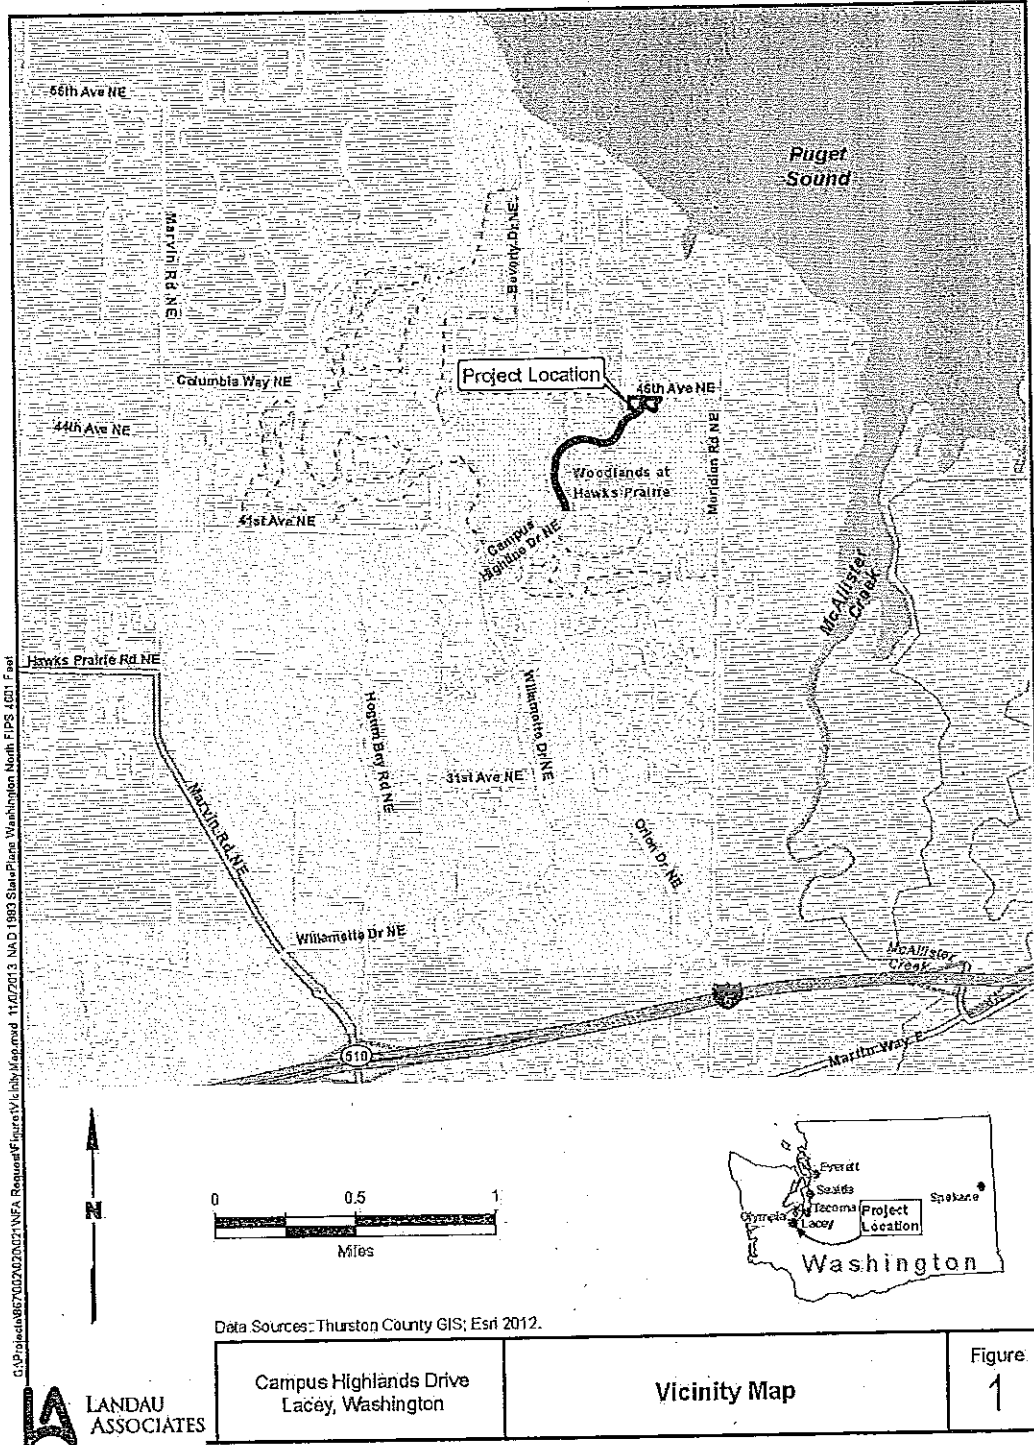 56th Ave NE
Puget
Sound
Marvin Rd NE
Beverly Dr NE
Columbia Way NE
Project Location
46th Ave NE
44th Ave NE
Woodlands at
Hawks Prairie
Meridian Rd NE
41st Ave NE
Campus
Highline Dr NE
McAllister
Creek
Hawks Prairie Rd NE
Hogum Bay Rd NE
Willamette Dr NE
31st Ave NE
Marvin Rd NE
Orion Dr NE
Willamette Dr NE
McAllister
Creek
510
Martin Way E
N
0 0.5 1
Miles
Everett
Seattle
Spokane
Tacoma
Olympia
Lacey
Project
Location
Washington
Data Sources: Thurston County GIS; Esri 2012.
LANDAU
ASSOCIATES
Campus Highlands Drive
Lacey, Washington
Vicinity Map
Figure
1